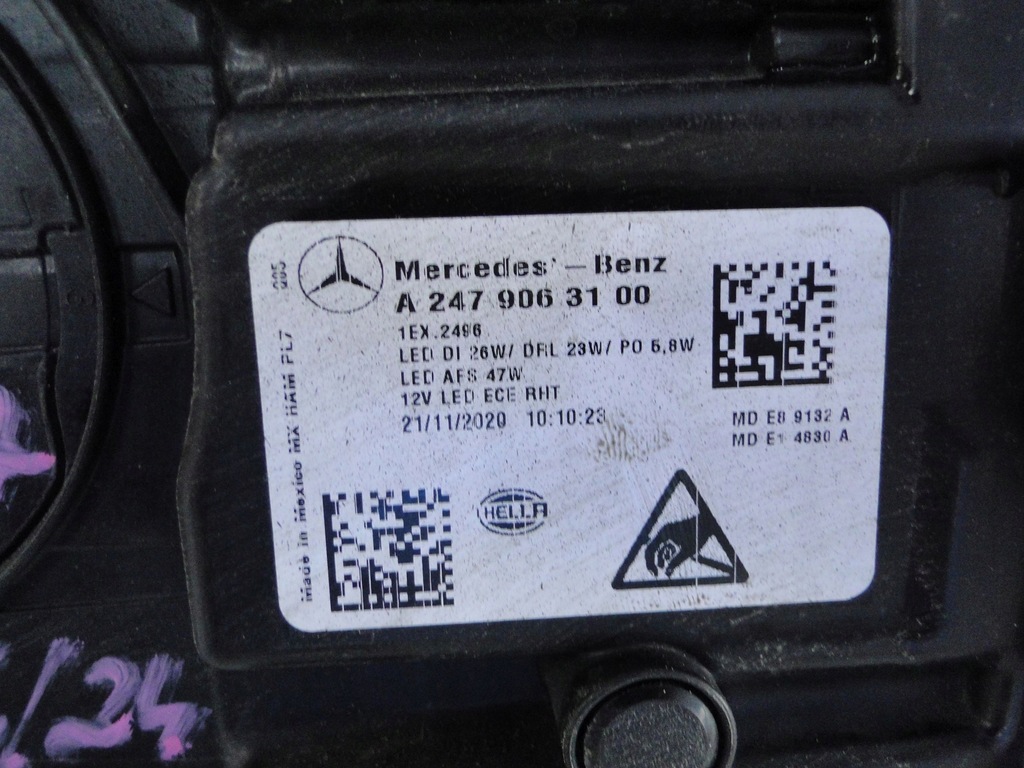 Mercedes - Benz
A 247 906 31 00
1EX.2496
LED DI 26W/ DRL 23W/ PO 5,8W
LED AFS 47W
12V LED ECE RHT
21/11/2020 10:10:23
MD E8 9132 A
MD E1 4830 A
HELLA
Made in Mexico MX HAM PL7
/24